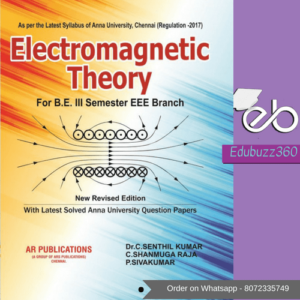 As per the Latest Syllabus of Anna University, Chennai (Regulation -2017)
Electromagnetic
Theory
For B.E. III Semester EEE Branch
New Revised Edition
With Latest Solved Anna University Question Papers
AR PUBLICATIONS
(A GROUP OF ARS PUBLICATIONS)
CHENNAI
Dr.C.SENTHIL KUMAR
C.SHANMUGA RAJA
P.SIVAKUMAR
eb
Edubuzz360
Order on Whatsapp - 8072335749